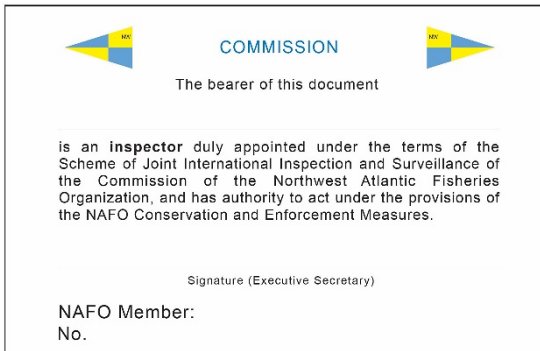 NW NW
COMMISSION
The bearer of this document
is an inspector duly appointed under the terms of the
Scheme of Joint International Inspection and Surveillance of
the Commission of the Northwest Atlantic Fisheries
Organization, and has authority to act under the provisions of
the NAFO Conservation and Enforcement Measures.
Signature (Executive Secretary)
NAFO Member:
No.